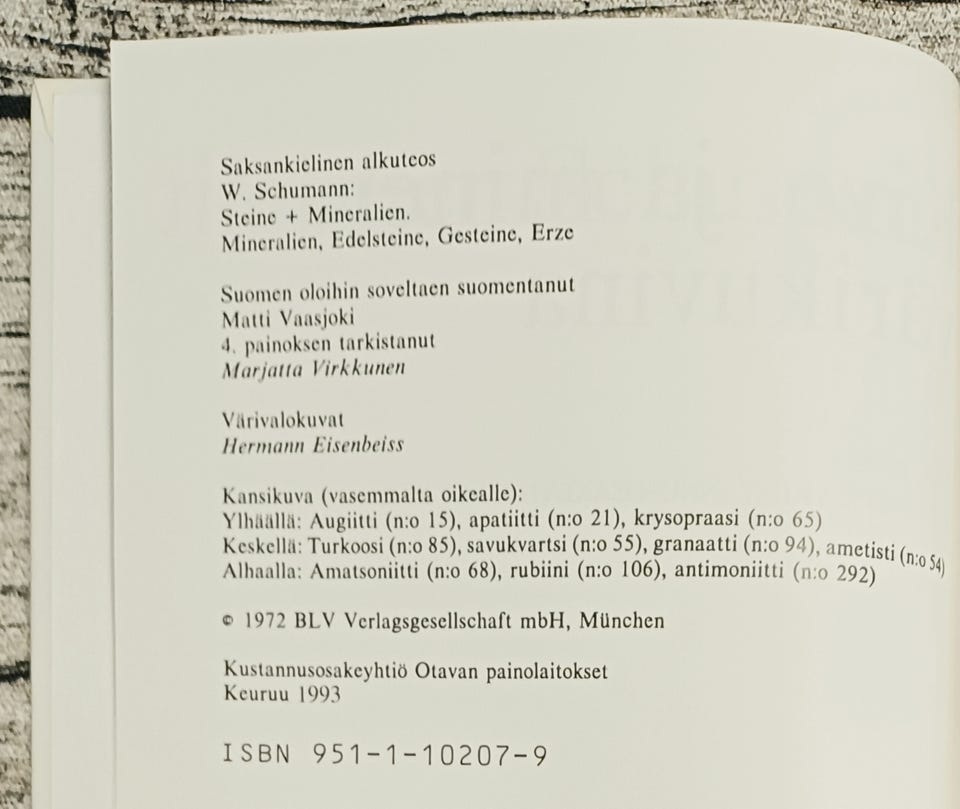 Saksankielinen alkuteos
W. Schumann:
Steine + Mineralien.
Mineralien, Edelsteine, Gesteine, Erze
Suomen oloihin soveltaen suomentanut
Matti Vaasjoki
4. painoksen tarkistanut
Marjatta Virkkunen
Värivalokuvat
Hermann Eisenbeiss
Kansikuva (vasemmalta oikealle):
Ylhäällä: Augiitti (n:o 15), apatiitti (n:o 21), krysopraasi (n:o 65)
Keskellä: Turkoosi (n:o 85), savukvartsi (n:o 55), granaatti (n:o 94), ametisti (n:o 54)
Alhaalla: Amatsoniitti (n:o 68), rubiini (n:o 106), antimoniitti (n:o 292)
© 1972 BLV Verlagsgesellschaft mbH, München
Kustannusosakeyhtiö Otavan painolaitokset
Keuruu 1993
ISBN 951-1-10207-9